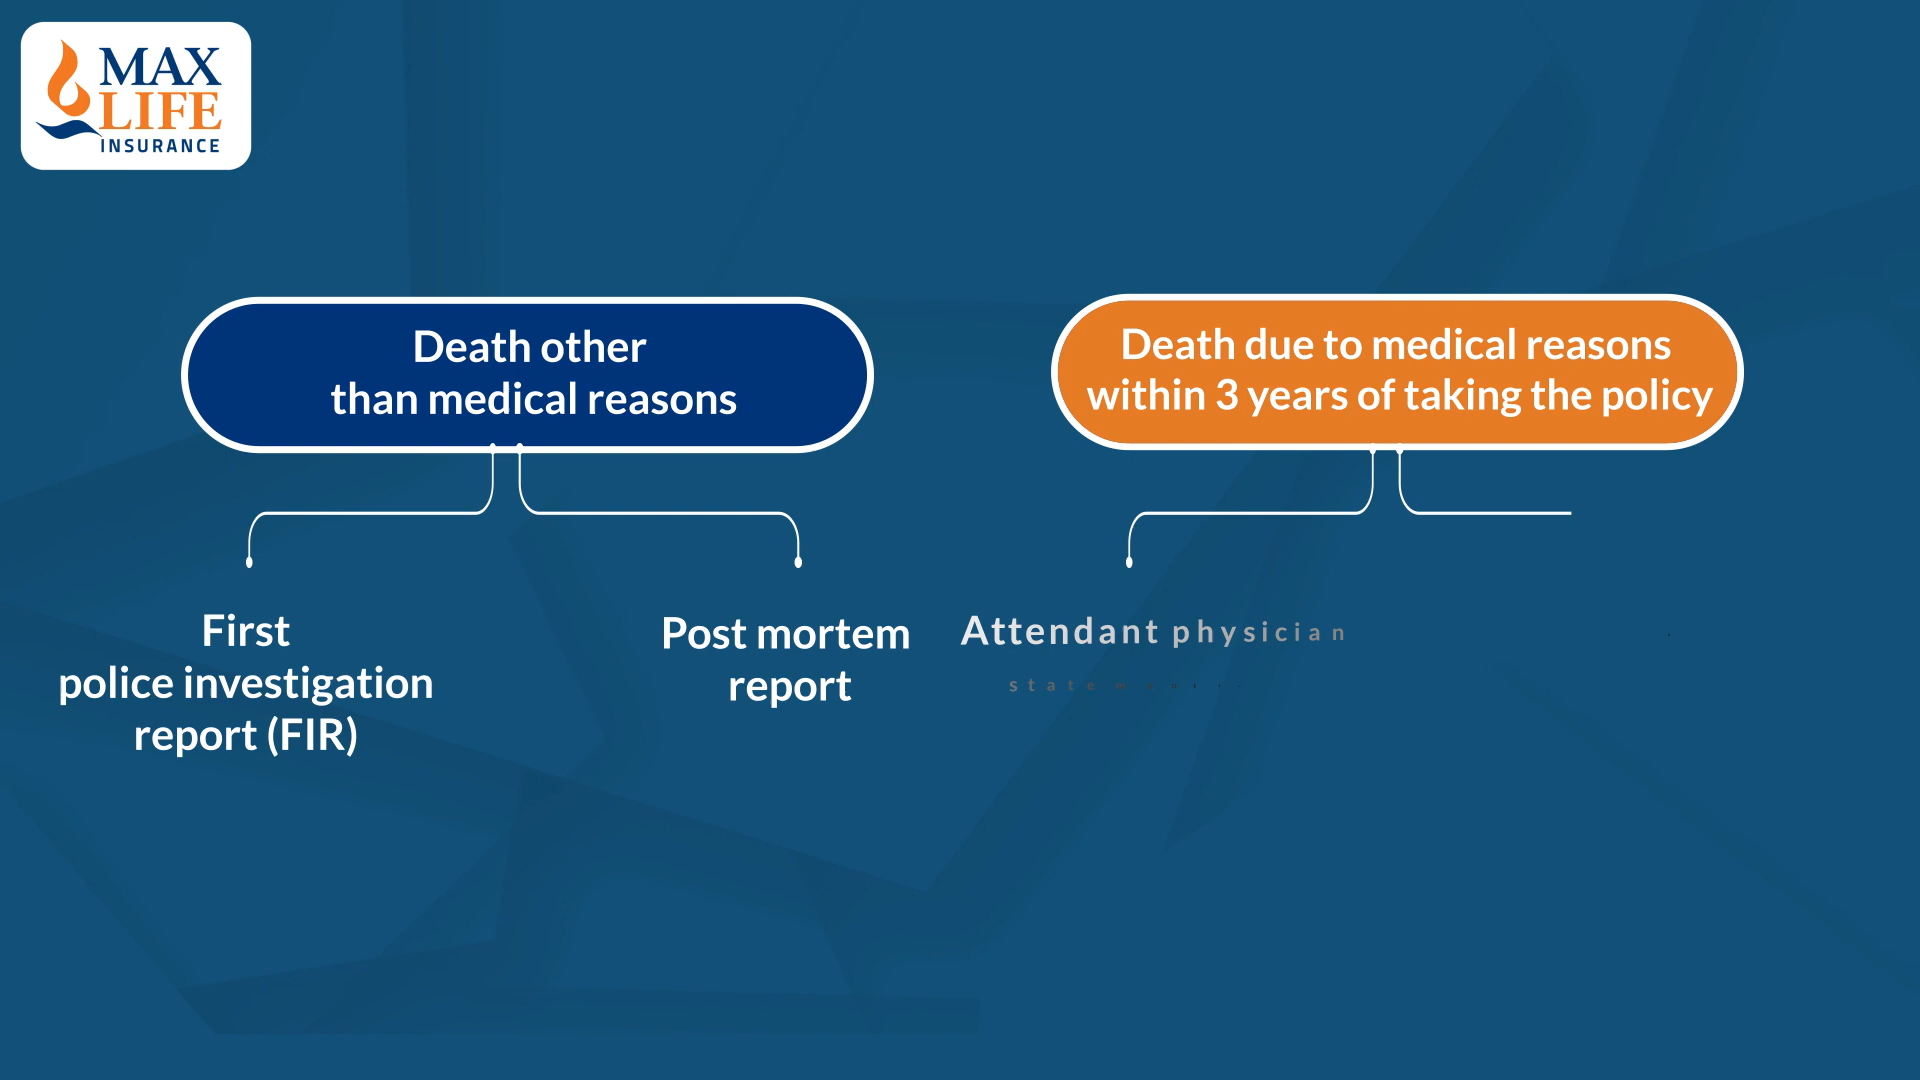 MAX
LIFE
INSURANCE
Death other
than medical reasons
Death due to medical reasons
within 3 years of taking the policy
First
police investigation
report (FIR)
Post mortem
report
Attendant physician